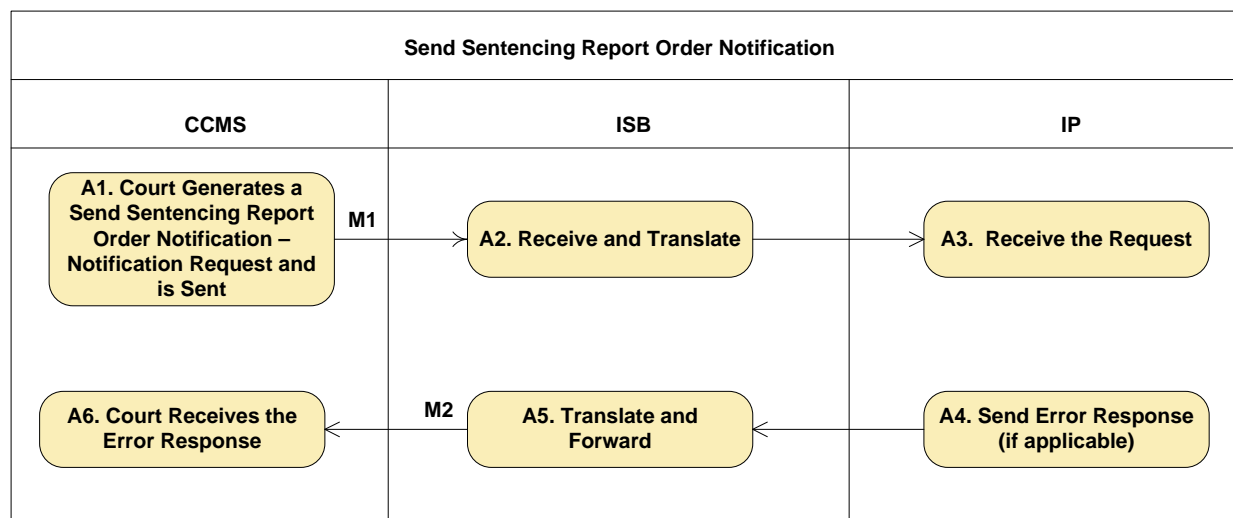 Send Sentencing Report Order Notification
CCMS
ISB
IP
A1. Court Generates a
Send Sentencing Report
Order Notification –
Notification Request and
is Sent
M1
A2. Receive and Translate
A3. Receive the Request
A6. Court Receives the
Error Response
M2
A5. Translate and
Forward
A4. Send Error Response
(if applicable)